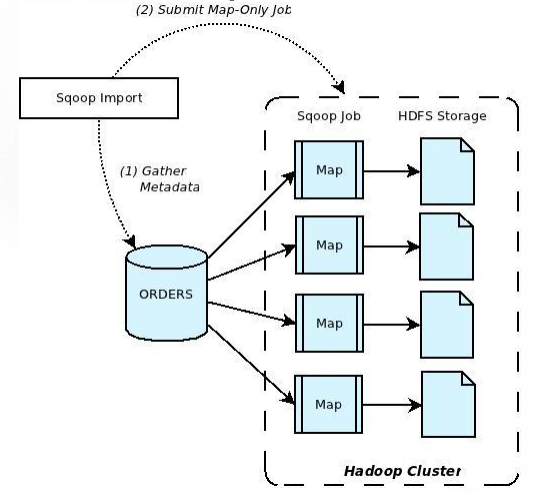 (2) Submit Map-Only Job
Sqoop Import
Sqoop Job
HDFS Storage
(1) Gather
Metadata
Map
Map
ORDERS
Map
Map
Hadoop Cluster